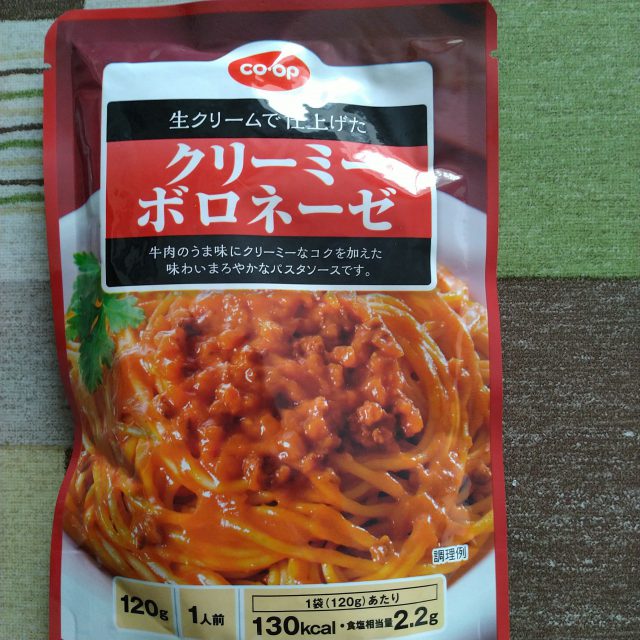 co・op
生クリームで仕上げた
クリーミー
ボロネーゼ
牛肉のうま味にクリーミーなコクを加えた
味わいまろやかなパスタソースです。
調理例
120g
1人前
1袋(120g)あたり
130kcal・食塩相当量2.2g